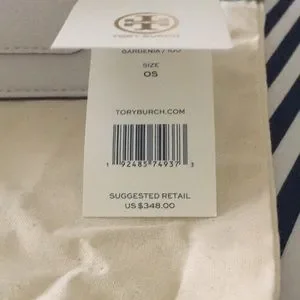 TORY BURCH
GARDENIA / 100
SIZE
OS
TORYBURCH.COM
1 92485 74937 3
SUGGESTED RETAIL
US $348.00